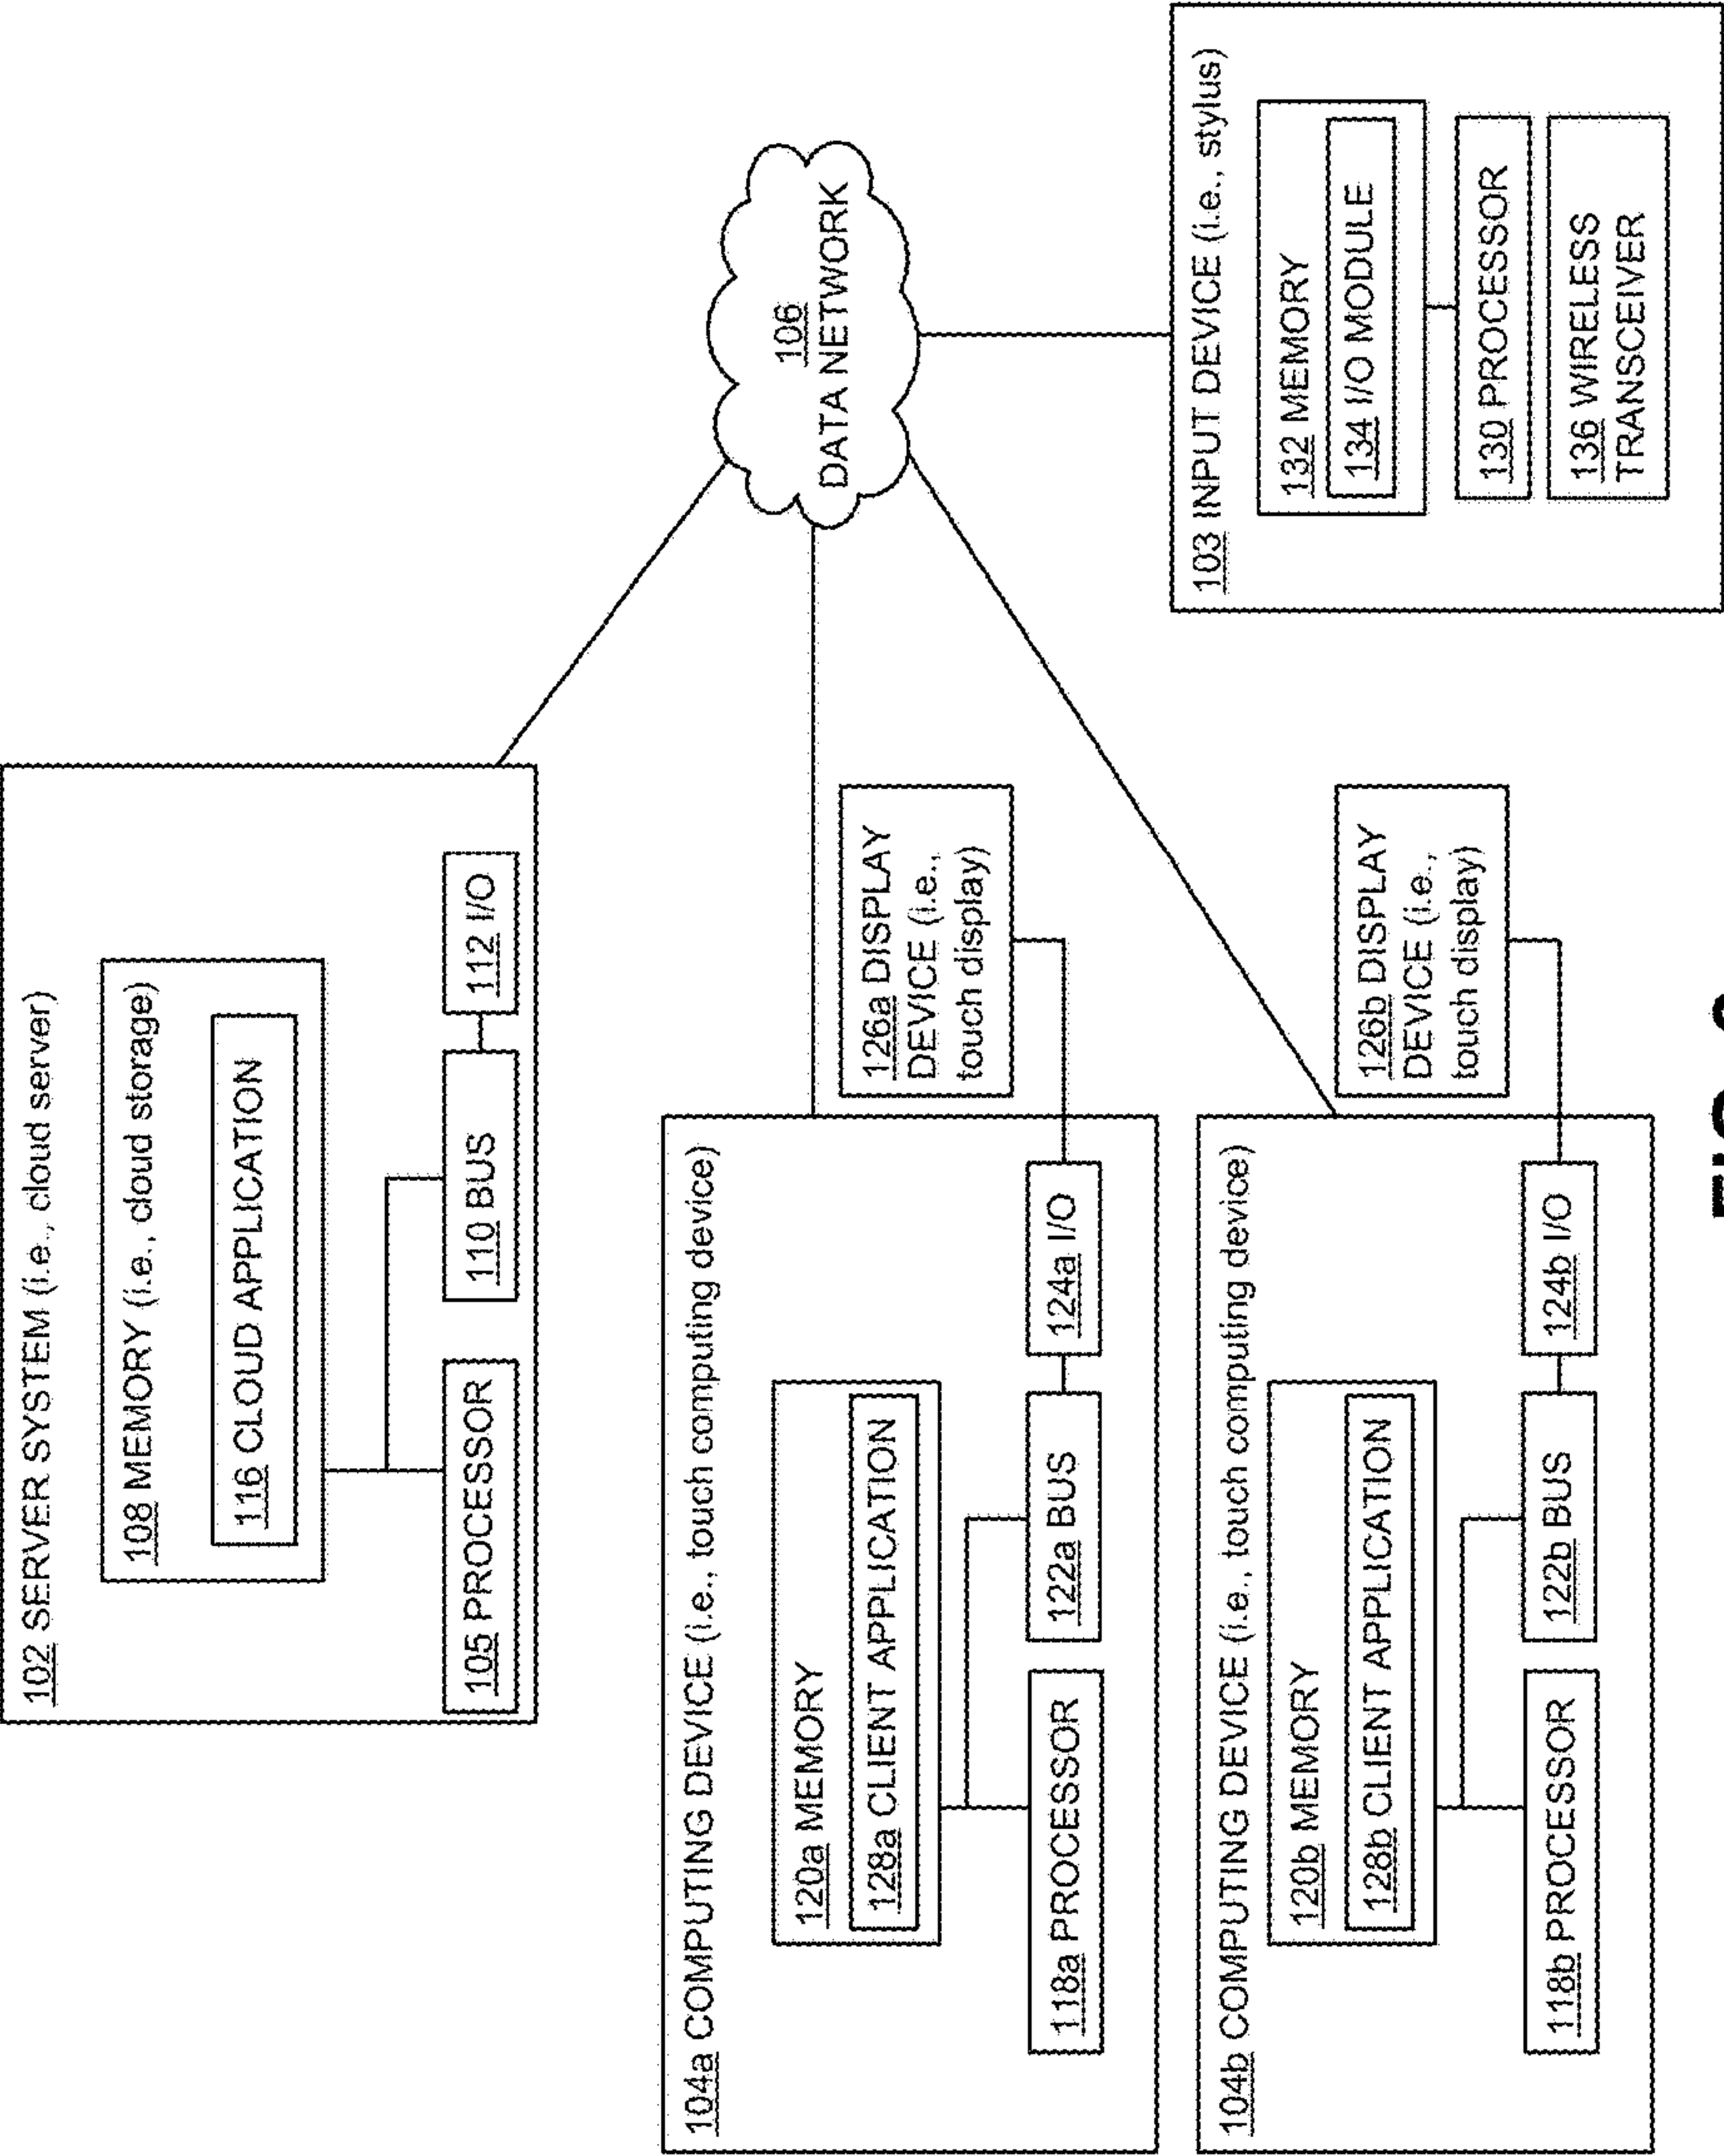 102 SERVER SYSTEM (i.e., cloud server)
108 MEMORY (i.e., cloud storage)
116 CLOUD APPLICATION
105 PROCESSOR
110 BUS
112 I/O
106
DATA NETWORK
104a COMPUTING DEVICE (i.e., touch computing device)
120a MEMORY
128a CLIENT APPLICATION
118a PROCESSOR
122a BUS
124a I/O
126a DISPLAY
DEVICE (i.e.,
touch display)
104b COMPUTING DEVICE (i.e., touch computing device)
120b MEMORY
128b CLIENT APPLICATION
118b PROCESSOR
122b BUS
124b I/O
126b DISPLAY
DEVICE (i.e.,
touch display)
103 INPUT DEVICE (i.e., stylus)
132 MEMORY
134 I/O MODULE
130 PROCESSOR
136 WIRELESS
TRANSCEIVER